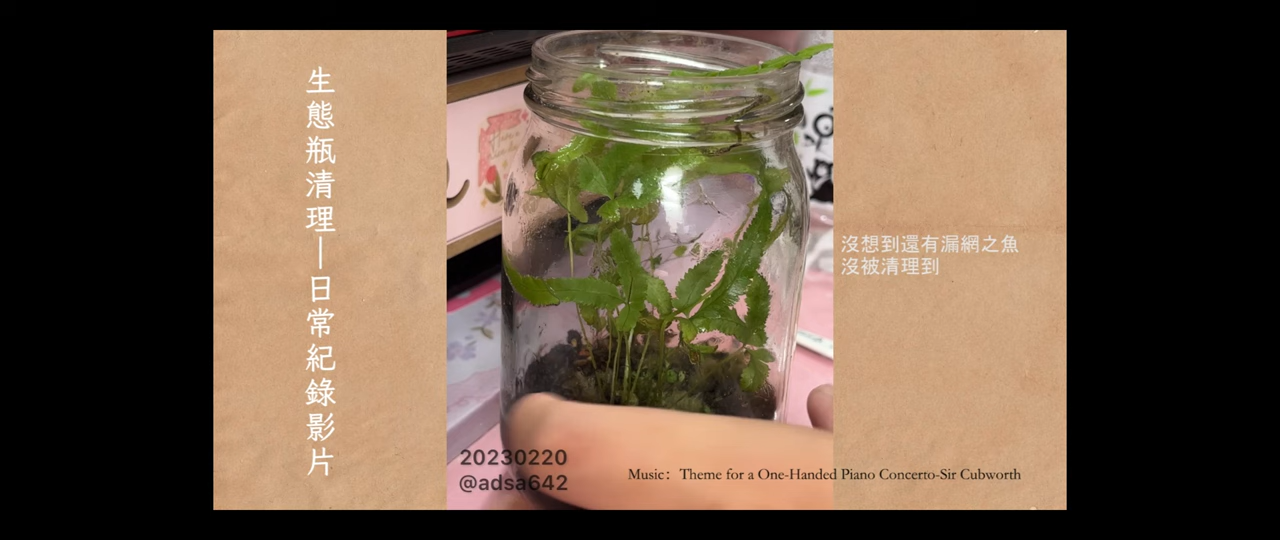 生態瓶清理—日常紀錄影片
沒想到還有漏網之魚
沒被清理到
20230220
@adsa642
Music：Theme for a One-Handed Piano Concerto-Sir Cubworth